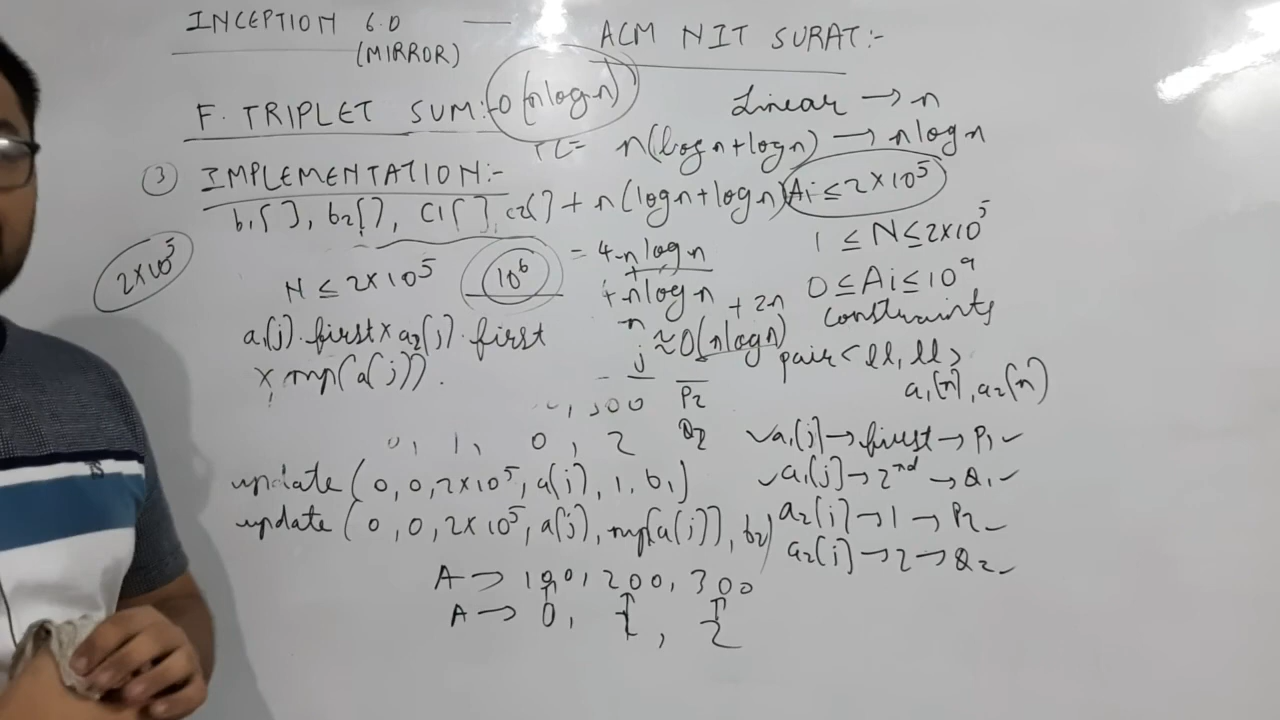 INCEPTION 6.0 — ACM NIT SURAT:-
(MIRROR)
F. TRIPLET SUM:- O(nlogn)
Linear → n
TC = n(logn+logn) → nlogn
③ IMPLEMENTATION:-
b1[], b2[], C1[], c2[] + n(logn+logn)
Ai ≤ 2×10^5
2×10^5
N ≤ 2×10^5
10^6
= 4nlogn
+
+nlogn + 2n
n
≈O(nlogn)
1 ≤ N ≤ 2×10^5
0 ≤ Ai ≤ 10^9
constraints
a1(j).first × a2(j).first
× mp(a(j)).
pair<ll, ll>
a1(n), a2(n)
j
P2
Q2
, 300
0, 1, 0, 2
update(0, 0, 2×10^5, a(j), 1, b1)
update(0, 0, 2×10^5, a(j), mp(a(j)), b2)
✓a1(j) → first → P1 ✓
✓a1(j) → 2nd → Q1 ✓
a2(j) → 1 → P2
a2(j) → 2 → Q2 ✓
A → 100, 200, 300
A → 0, 1, 2